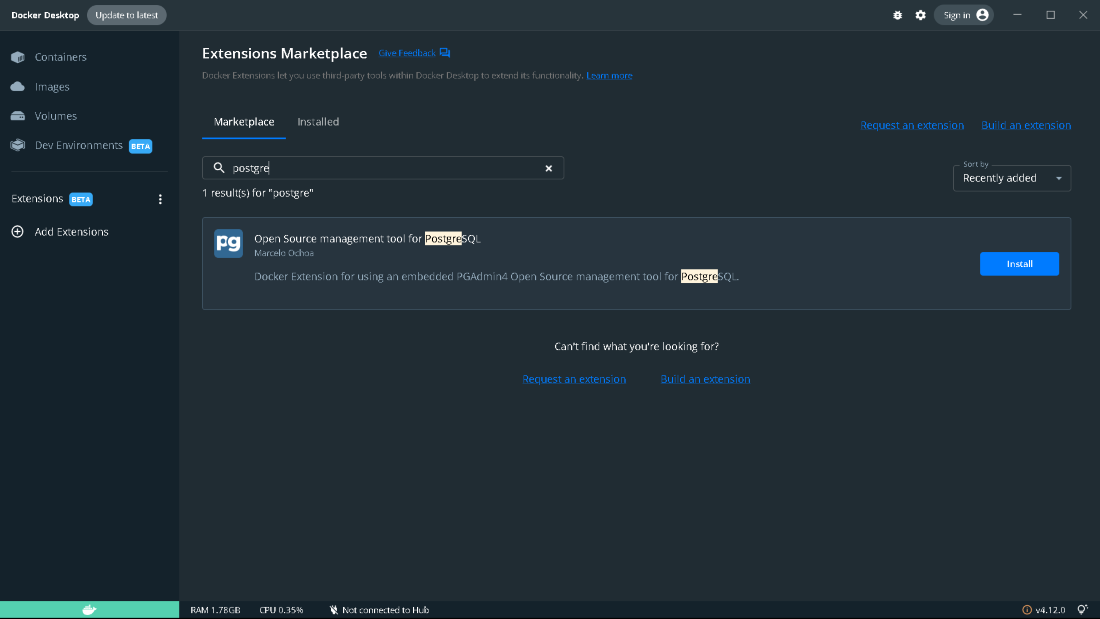 Docker Desktop Update to latest Sign in
Containers
Images
Volumes
Dev Environments BETA
Extensions BETA
Add Extensions
Extensions Marketplace Give Feedback
Docker Extensions let you use third-party tools within Docker Desktop to extend its functionality. Learn more
Marketplace Installed
Request an extension Build an extension
postgre
1 result(s) for "postgre"
Sort by
Recently added
pg
Open Source management tool for PostgreSQL
Marcelo Ochoa
Docker Extension for using an embedded PGAdmin4 Open Source management tool for PostgreSQL.
Install
Can't find what you're looking for?
Request an extension Build an extension
RAM 1.78GB CPU 0.35% Not connected to Hub v4.12.0